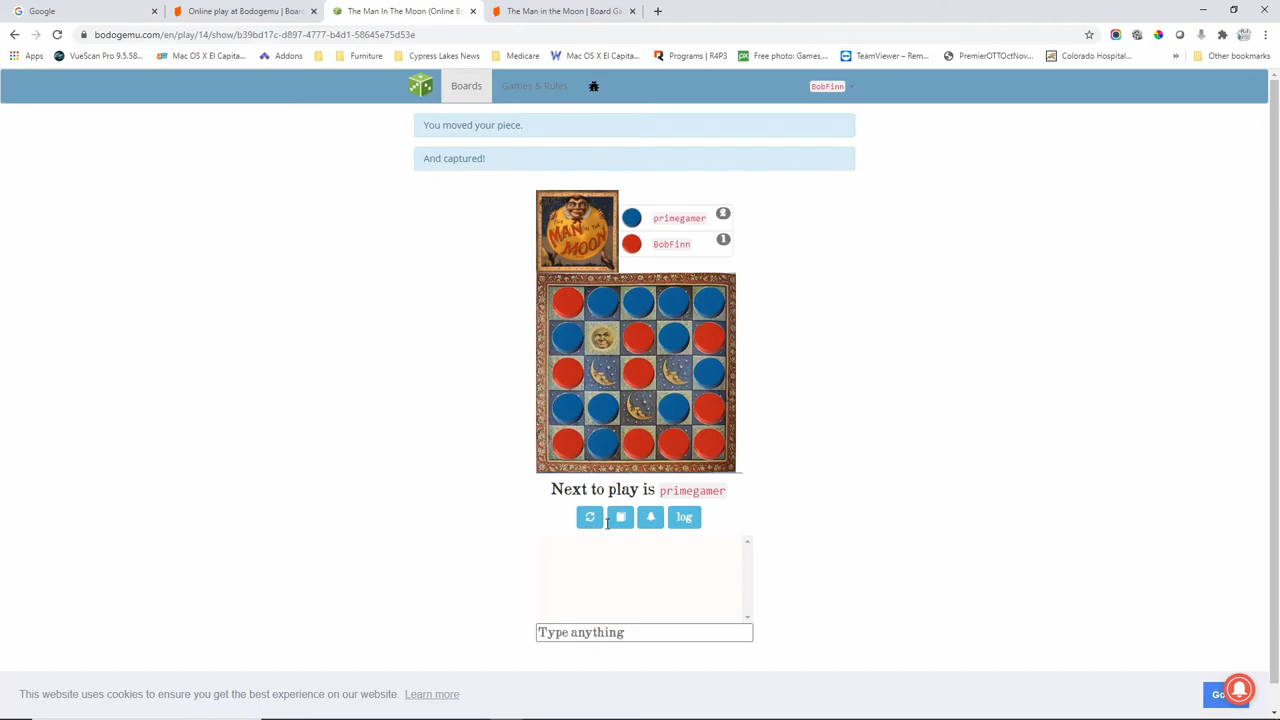 Google
Online play at Bodogemu | Board
The Man In The Moon (Online Bo
The Man in the Moon | Board Ga
bodogemu.com/en/play/14/show/b39bd17c-d897-4777-b4d1-58645e75d53e
Apps
VueScan Pro 9.5.58...
Mac OS X El Capita...
Addons
Furniture
Cypress Lakes News
Medicare
Mac OS X El Capita...
Programs | R4P3
Free photo: Games,...
TeamViewer – Rem...
PremierOTTOctNov...
Colorado Hospital...
»
Other bookmarks
Boards
Games & Rules
BobFinn
You moved your piece.
And captured!
THE MAN IN THE MOON
primegamer 2
BobFinn 1
Next to play is primegamer
log
Type anything
This website uses cookies to ensure you get the best experience on our website. Learn more